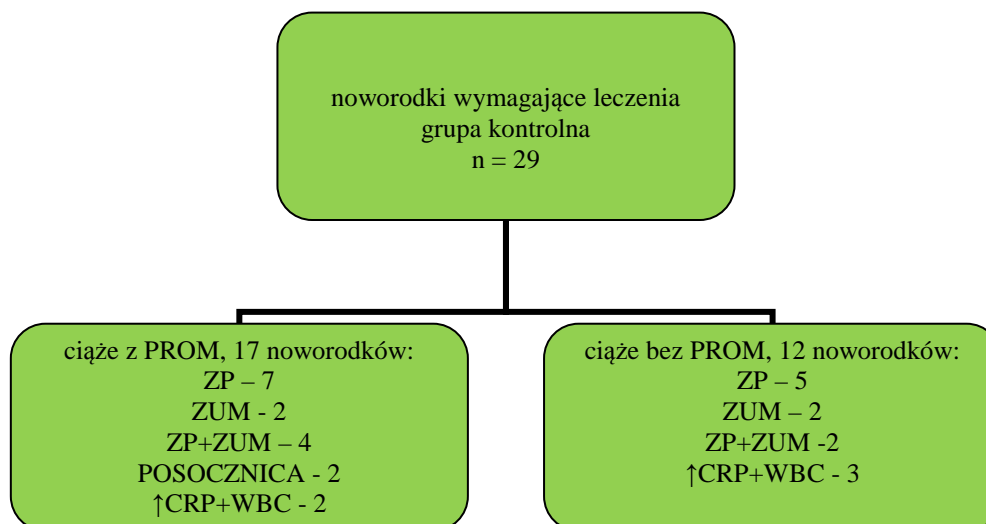 noworodki wymagające leczenia
grupa kontrolna
n = 29
ciąże z PROM, 17 noworodków:
ZP – 7
ZUM - 2
ZP+ZUM – 4
POSOCZNICA - 2
↑CRP+WBC - 2
ciąże bez PROM, 12 noworodków:
ZP – 5
ZUM – 2
ZP+ZUM -2
↑CRP+WBC - 3